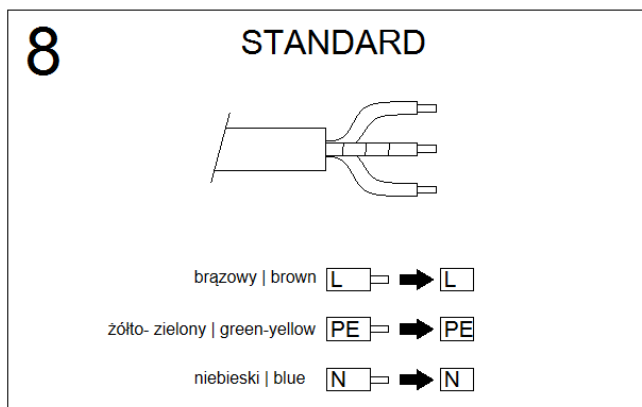 8 STANDARD
brązowy | brown L L
żółto- zielony | green-yellow PE PE
niebieski | blue N N